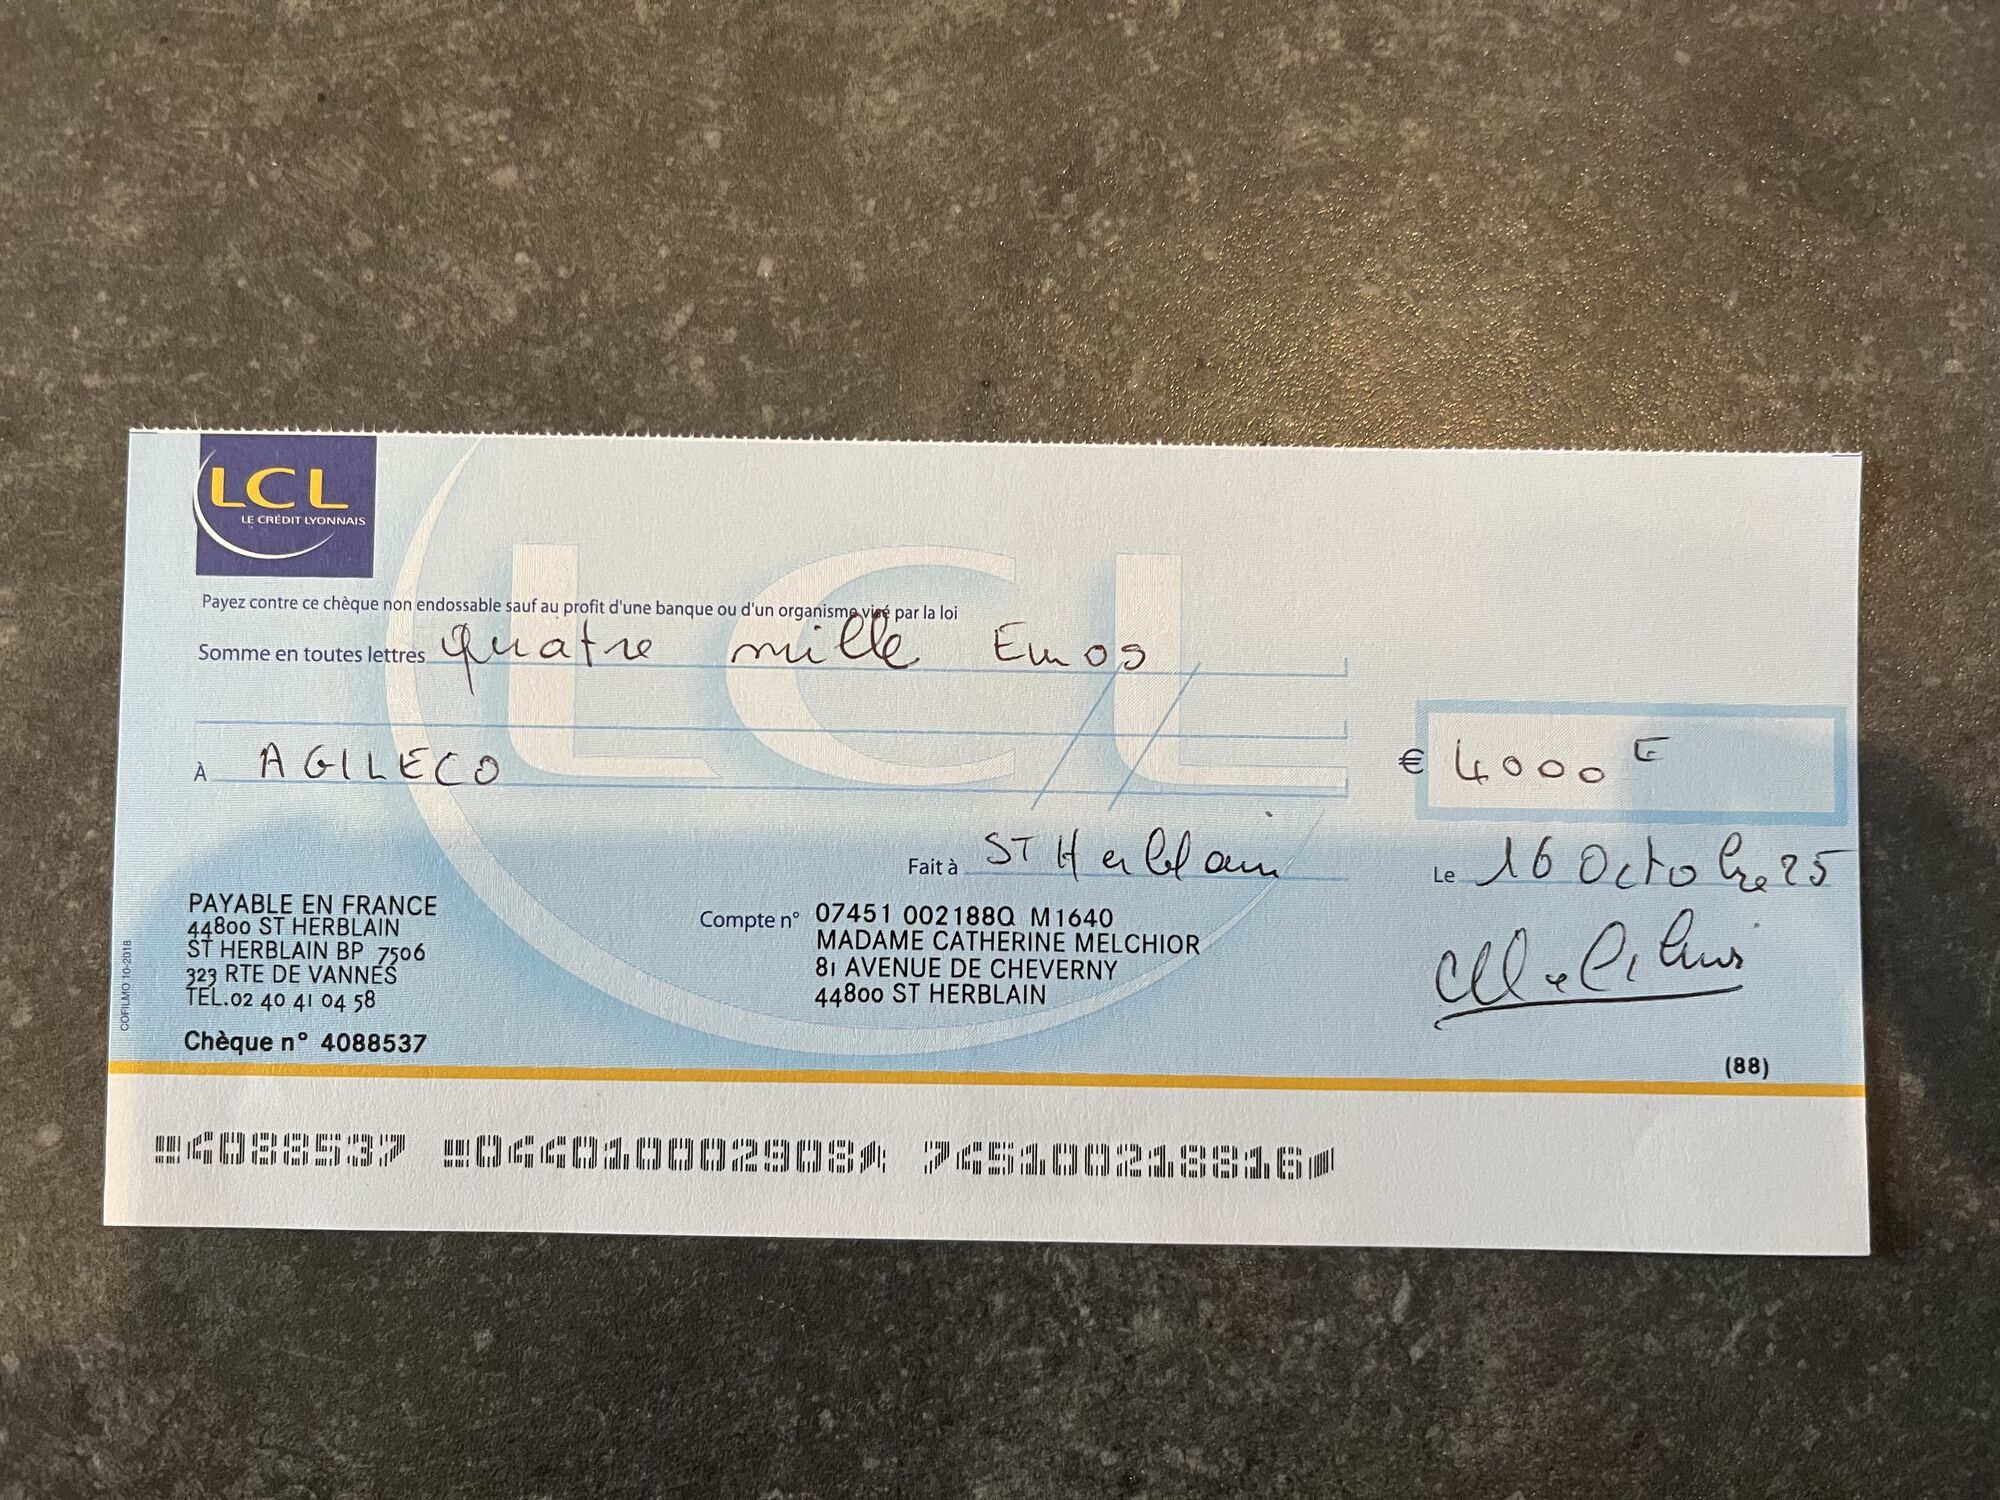 LCL
LE CRÉDIT LYONNAIS
LCL
Payez contre ce chèque non endossable sauf au profit d'une banque ou d'un organisme visé par la loi
Somme en toutes lettres quatre mille Euros
À AGILECO
€ 4000 E
Fait à ST Herblain
Le 16 Octobre 25
PAYABLE EN FRANCE
44800 ST HERBLAIN
ST HERBLAIN BP 7506
323 RTE DE VANNES
TEL.02 40 41 04 58
Chèque n° 4088537
Compte n° 07451 002188Q M1640
MADAME CATHERINE MELCHIOR
81 AVENUE DE CHEVERNY
44800 ST HERBLAIN
COFILMO 10-2018
(88)
4088537 044010002908 745100218816